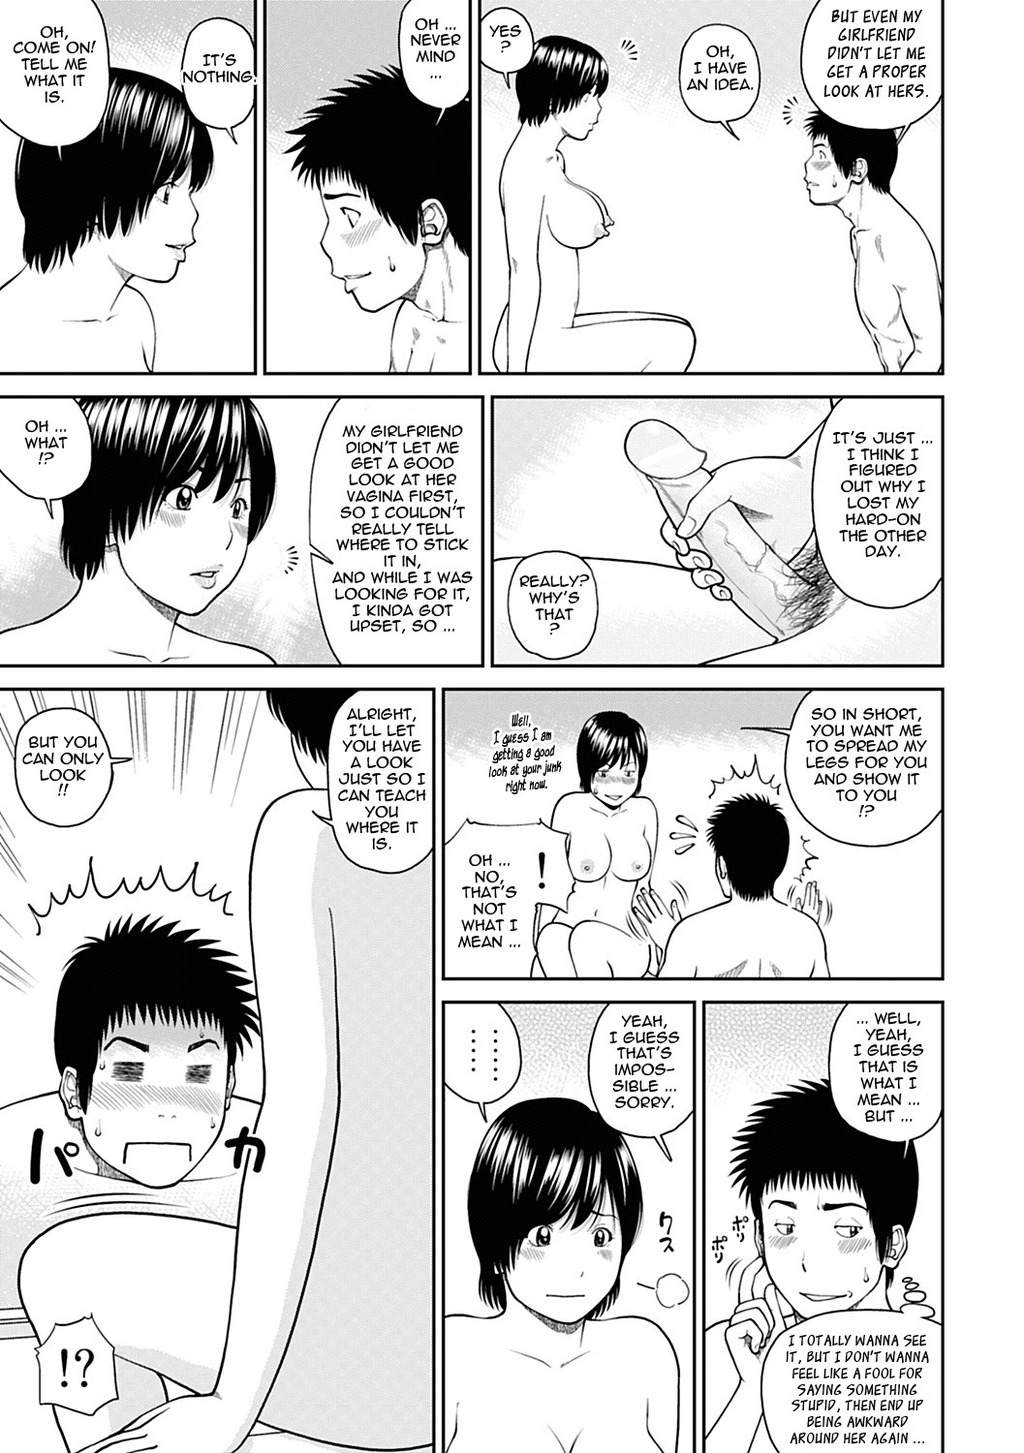 BUT EVEN MY
GIRLFRIEND
DIDN'T LET ME
GET A PROPER
LOOK AT HERS.
OH,
I HAVE
AN IDEA.
YES
?
OH ...
NEVER
MIND
...
IT'S
NOTHING.
OH,
COME ON!
TELL ME
WHAT IT
IS.
IT'S JUST ...
I THINK I
FIGURED
OUT WHY I
LOST MY
HARD-ON
THE OTHER
DAY.
REALLY?
WHY'S
THAT
?
MY GIRLFRIEND
DIDN'T LET ME
GET A GOOD
LOOK AT HER
VAGINA FIRST,
SO I COULDN'T
REALLY TELL
WHERE TO STICK
IT IN,
AND WHILE I WAS
LOOKING FOR IT,
I KINDA GOT
UPSET, SO ...
OH ...
WHAT
!?
SO IN SHORT,
YOU WANT ME
TO SPREAD MY
LEGS FOR YOU
AND SHOW IT
TO YOU
!?
Well,
I guess I am
getting a good
look at your junk
right now.
!
OH ...
NO,
THAT'S
NOT
WHAT I
MEAN ...
... WELL,
YEAH,
I GUESS
THAT IS
WHAT I
MEAN ...
BUT ...
ポリ
ポリ
I TOTALLY WANNA SEE
IT, BUT I DON'T WANNA
FEEL LIKE A FOOL FOR
SAYING SOMETHING
STUPID, THEN END UP
BEING AWKWARD
AROUND HER AGAIN ...
YEAH,
I GUESS
THAT'S
IMPOS-
SIBLE ...
SORRY.
............
クス
ALRIGHT,
I'LL LET
YOU HAVE
A LOOK
JUST SO I
CAN TEACH
YOU
WHERE IT
IS.
BUT YOU
CAN ONLY
LOOK
!!
パカ
!?